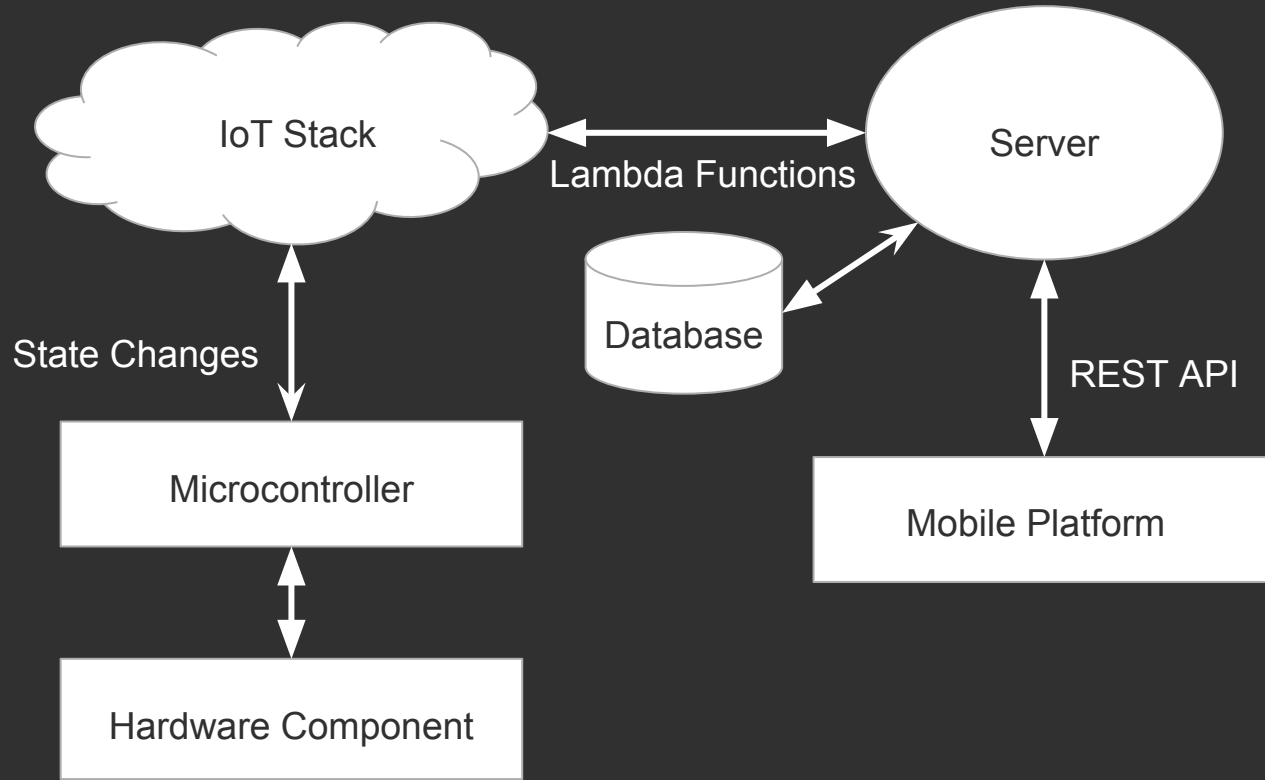 IoT Stack
Server
Lambda Functions
Database
State Changes
REST API
Microcontroller
Mobile Platform
Hardware Component